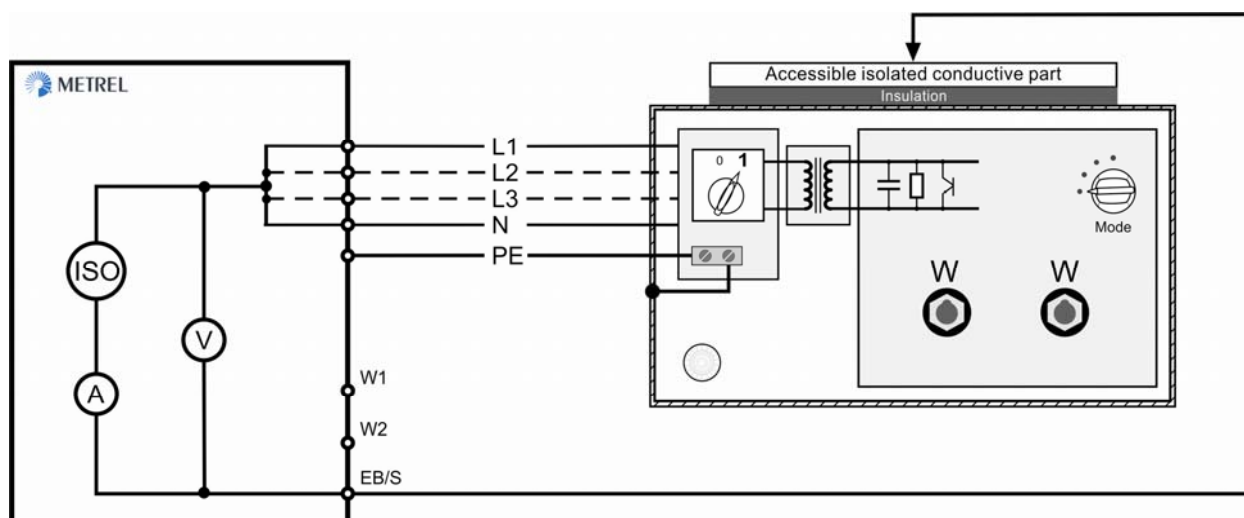 METREL
Accessible isolated conductive part
Insulation
L1
L2
L3
N
PE
0 1
Mode
W W
ISO
V
A
W1
W2
EB/S